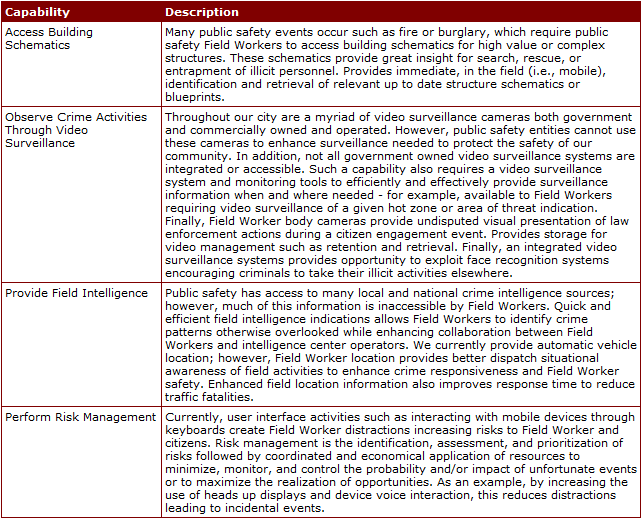 Capability Description
Access Building Schematics
Many public safety events occur such as fire or burglary, which require public
safety Field Workers to access building schematics for high value or complex
structures. These schematics provide great insight for search, rescue, or
entrapment of illicit personnel. Provides immediate, in the field (i.e., mobile),
identification and retrieval of relevant up to date structure schematics or
blueprints.
Observe Crime Activities
Through Video
Surveillance
Throughout our city are a myriad of video surveillance cameras both government
and commercially owned and operated. However, public safety entities cannot use
these cameras to enhance surveillance needed to protect the safety of our
community. In addition, not all government owned video surveillance systems are
integrated or accessible. Such a capability also requires a video surveillance
system and monitoring tools to efficiently and effectively provide surveillance
information when and where needed - for example, available to Field Workers
requiring video surveillance of a given hot zone or area of threat indication.
Finally, Field Worker body cameras provide undisputed visual presentation of law
enforcement actions during a citizen engagement event. Provides storage for
video management such as retention and retrieval. Finally, an integrated video
surveillance systems provides opportunity to exploit face recognition systems
encouraging criminals to take their illicit activities elsewhere.
Provide Field Intelligence
Public safety has access to many local and national crime intelligence sources;
however, much of this information is inaccessible by Field Workers. Quick and
efficient field intelligence indications allows Field Workers to identify crime
patterns otherwise overlooked while enhancing collaboration between Field
Workers and intelligence center operators. We currently provide automatic vehicle
location; however, Field Worker location provides better dispatch situational
awareness of field activities to enhance crime responsiveness and Field Worker
safety. Enhanced field location information also improves response time to reduce
traffic fatalities.
Perform Risk Management
Currently, user interface activities such as interacting with mobile devices through
keyboards create Field Worker distractions increasing risks to Field Worker and
citizens. Risk management is the identification, assessment, and prioritization of
risks followed by coordinated and economical application of resources to
minimize, monitor, and control the probability and/or impact of unfortunate events
or to maximize the realization of opportunities. As an example, by increasing the
use of heads up displays and device voice interaction, this reduces distractions
leading to incidental events.